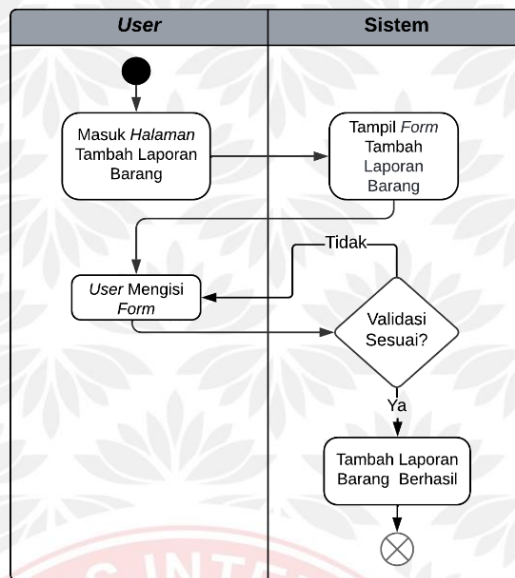 User
Sistem
Masuk Halaman
Tambah Laporan
Barang
Tampil Form
Tambah
Laporan
Barang
Tidak
User Mengisi
Form
Validasi
Sesuai?
Ya
Tambah Laporan
Barang Berhasil